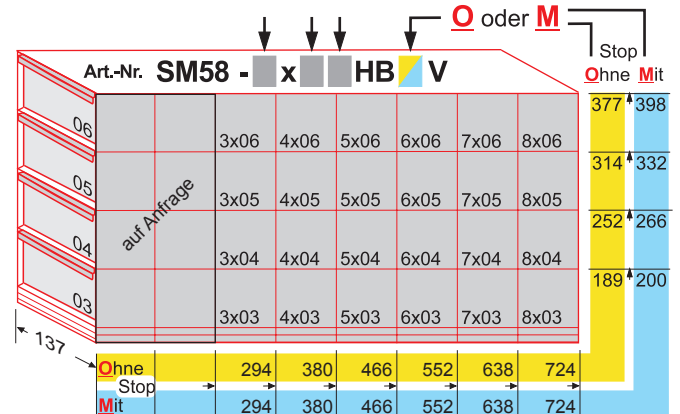 O oder M
Stop
Ohne Mit
Art.-Nr. SM58 - x HB V
377 398
06 3x06 4x06 5x06 6x06 7x06 8x06
314 332
05 auf Anfrage 3x05 4x05 5x05 6x05 7x05 8x05
252 266
04 3x04 4x04 5x04 6x04 7x04 8x04
189 200
03 3x03 4x03 5x03 6x03 7x03 8x03
137
Ohne 294 380 466 552 638 724
Stop
Mit 294 380 466 552 638 724